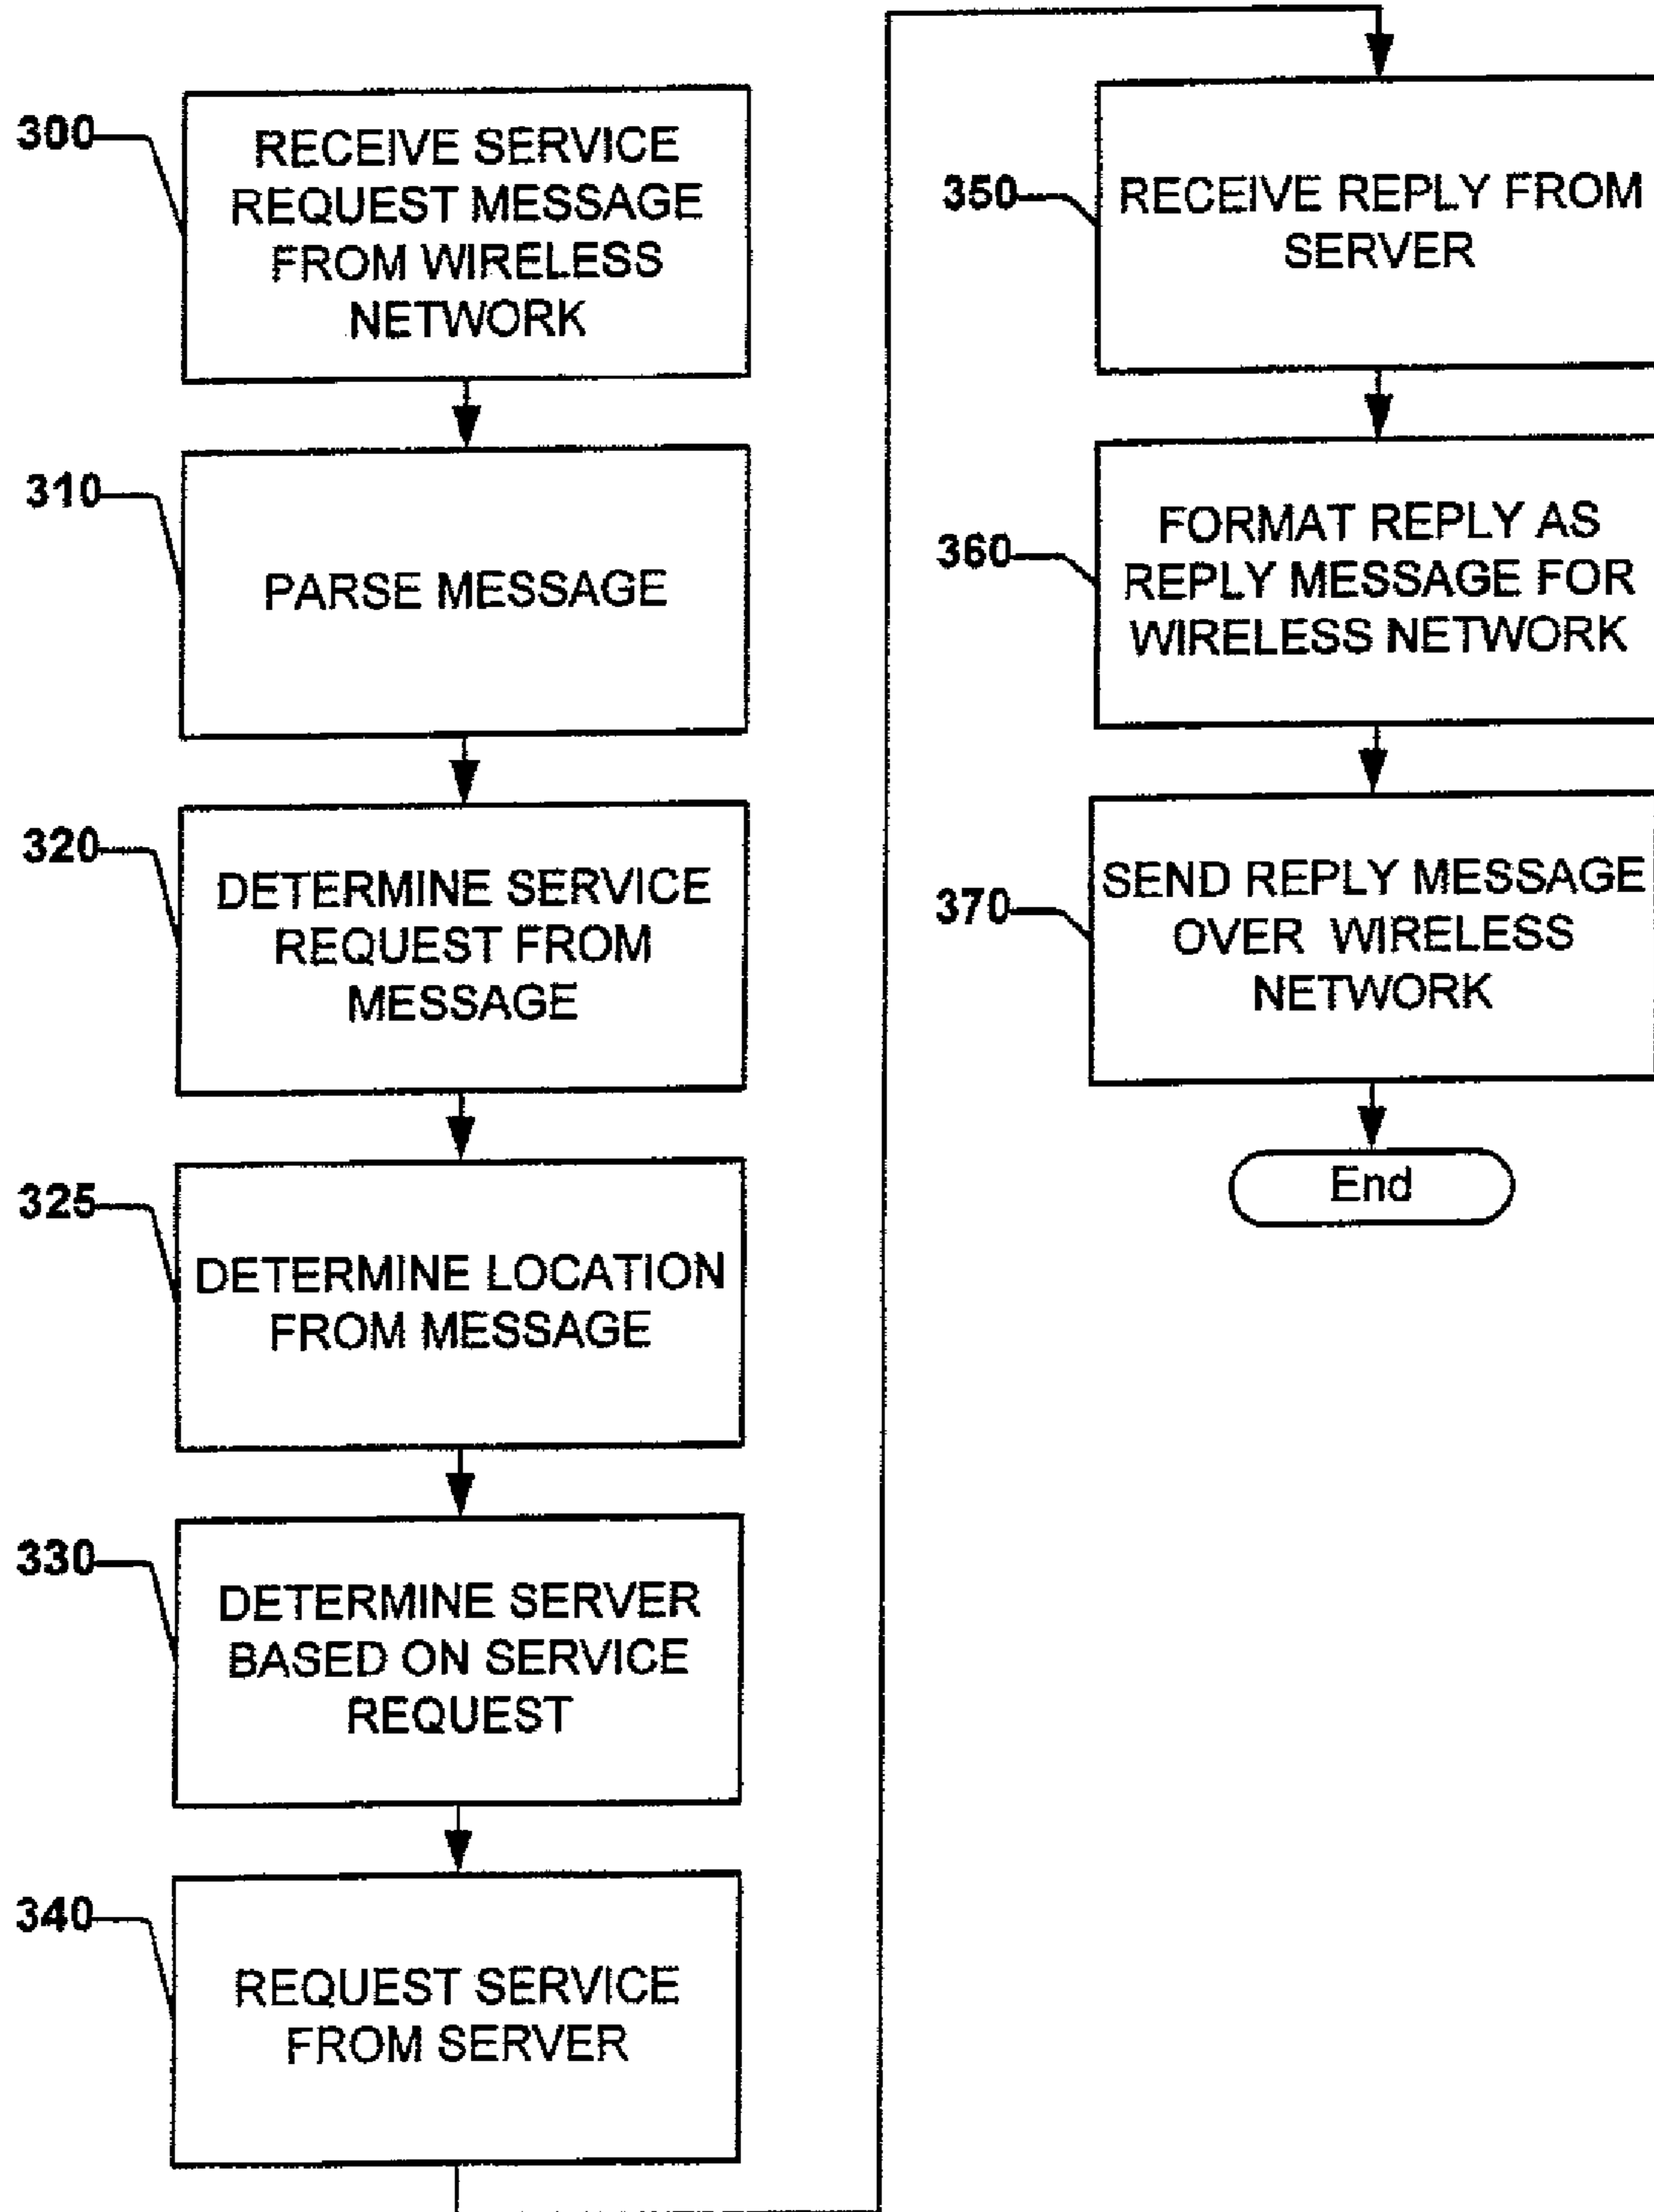 300
RECEIVE SERVICE
REQUEST MESSAGE
FROM WIRELESS
NETWORK
310
PARSE MESSAGE
320
DETERMINE SERVICE
REQUEST FROM
MESSAGE
325
DETERMINE LOCATION
FROM MESSAGE
330
DETERMINE SERVER
BASED ON SERVICE
REQUEST
340
REQUEST SERVICE
FROM SERVER
350
RECEIVE REPLY FROM
SERVER
360
FORMAT REPLY AS
REPLY MESSAGE FOR
WIRELESS NETWORK
370
SEND REPLY MESSAGE
OVER WIRELESS
NETWORK
End